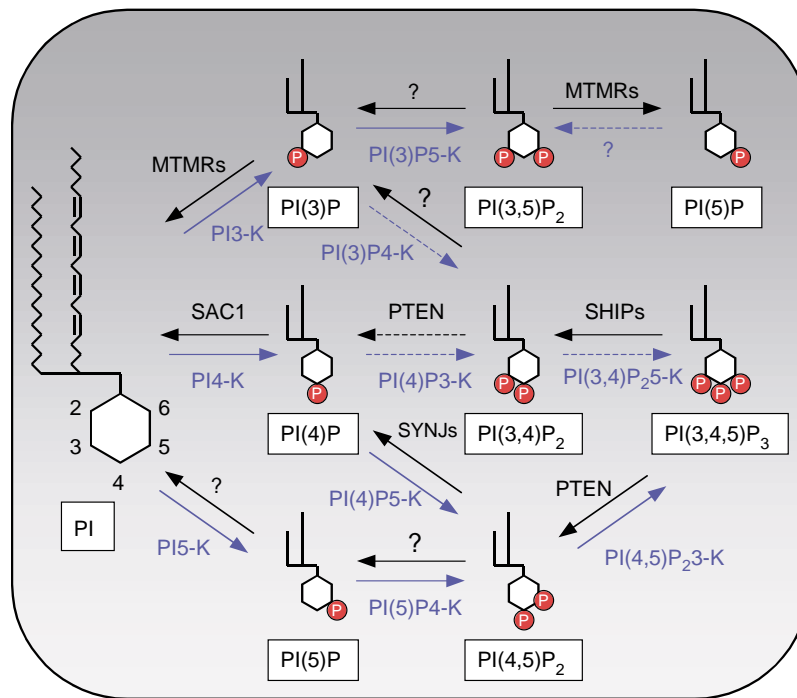 ?
MTMRs
PI(3)P5-K
?
P
P P
P
MTMRs
PI(3)P
PI(3,5)P2
PI(5)P
PI3-K
?
PI(3)P4-K
SAC1
PTEN
SHIPs
PI4-K
PI(4)P3-K
PI(3,4)P25-K
P
P P
P P P
2 6
3 5
4
PI(4)P
PI(3,4)P2
PI(3,4,5)P3
SYNJs
PI
?
PI(4)P5-K
PTEN
PI5-K
?
PI(4,5)P23-K
PI(5)P4-K
P
P P
PI(5)P
PI(4,5)P2